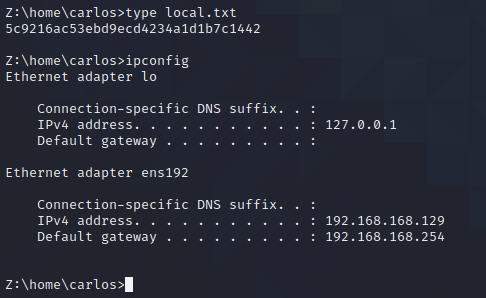 Z:\home\carlos>type local.txt
5c9216ac53ebd9ecd4234a1d1b7c1442
Z:\home\carlos>ipconfig
Ethernet adapter lo
Connection-specific DNS suffix. . :
IPv4 address. . . . . . . . . . . : 127.0.0.1
Default gateway . . . . . . . . . :
Ethernet adapter ens192
Connection-specific DNS suffix. . :
IPv4 address. . . . . . . . . . . : 192.168.168.129
Default gateway . . . . . . . . . : 192.168.168.254
Z:\home\carlos>